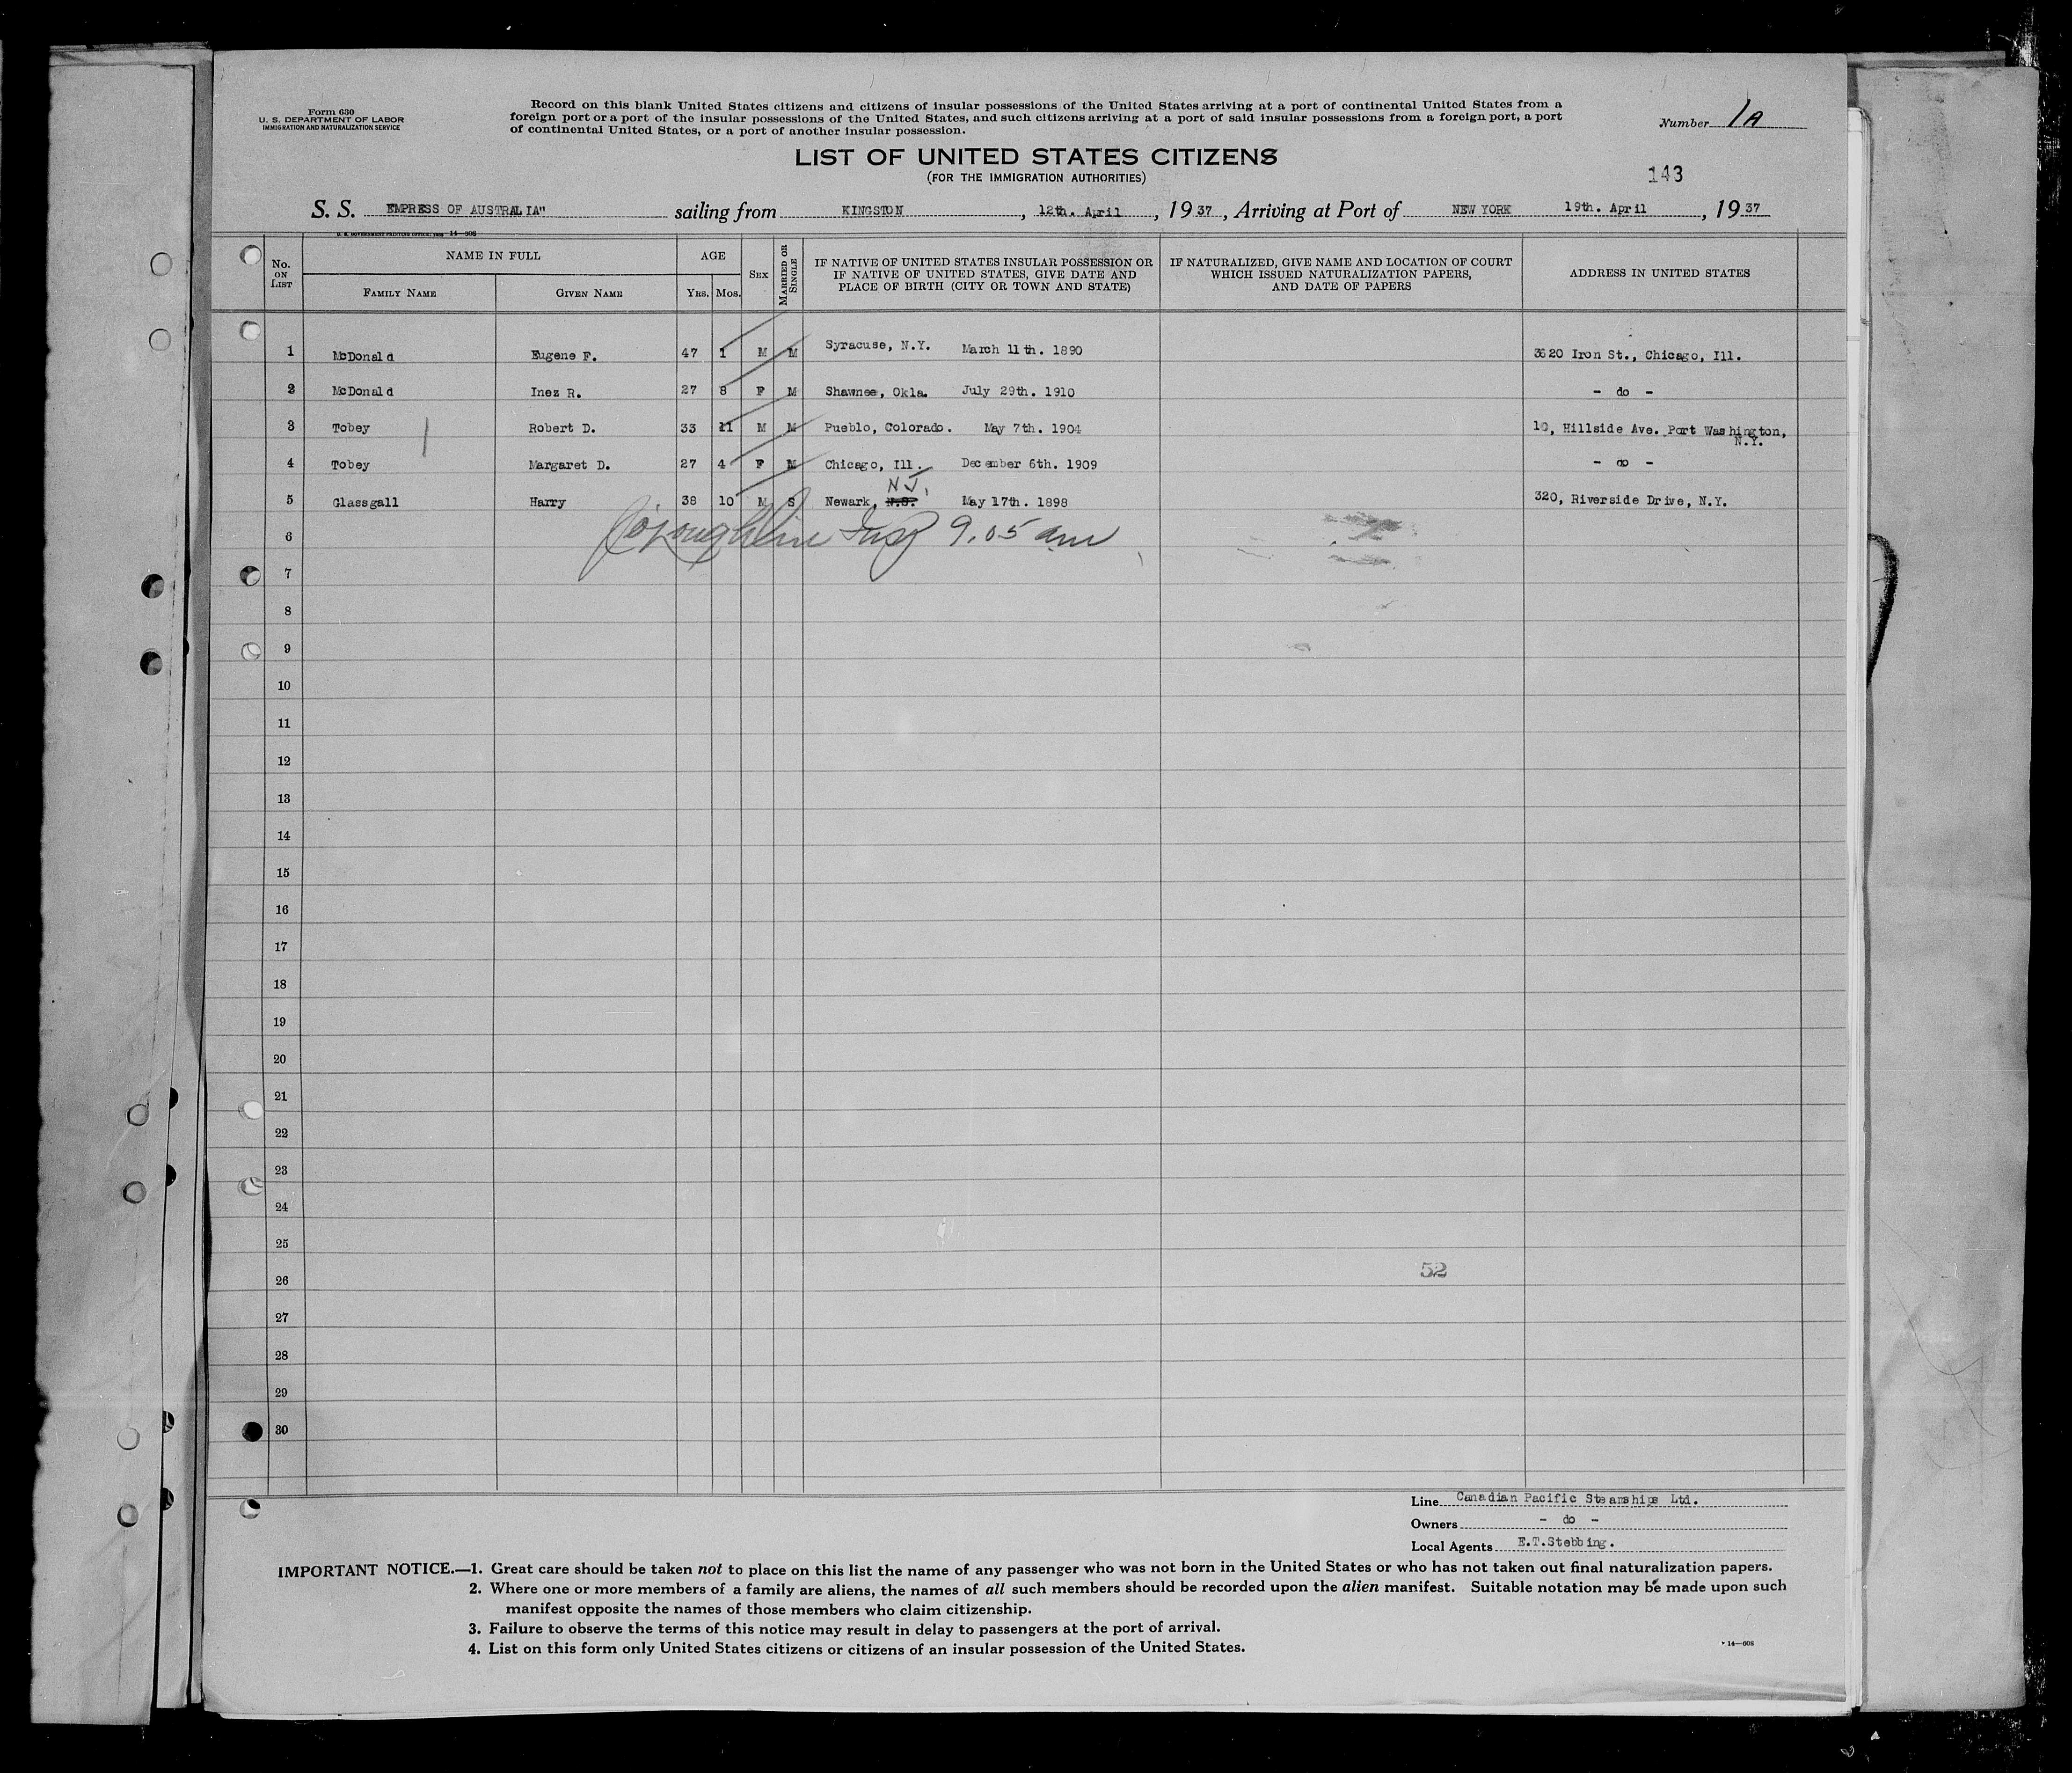 Form 630
U. S. DEPARTMENT OF LABOR
IMMIGRATION AND NATURALIZATION SERVICE
Record on this blank United States citizens and citizens of insular possessions of the United States arriving at a port of continental United States from a
foreign port or a port of the insular possessions of the United States, and such citizens arriving at a port of said insular possessions from a foreign port, a port
of continental United States, or a port of another insular possession.
Number 1A
LIST OF UNITED STATES CITIZENS
(FOR THE IMMIGRATION AUTHORITIES)
143
S. S. EMPRESS OF AUSTRALIA" sailing from KINGSTON, 12th. April, 1937, Arriving at Port of NEW YORK 19th. April, 1937
No. ON LIST NAME IN FULL AGE SEX MARRIED OR SINGLE IF NATIVE OF UNITED STATES INSULAR POSSESSION OR IF NATIVE OF UNITED STATES, GIVE DATE AND PLACE OF BIRTH (CITY OR TOWN AND STATE) IF NATURALIZED, GIVE NAME AND LOCATION OF COURT WHICH ISSUED NATURALIZATION PAPERS, AND DATE OF PAPERS ADDRESS IN UNITED STATES
FAMILY NAME GIVEN NAME YRS. MOS.
1 McDonald Eugene F. 47 1 M M Syracuse, N.Y. March 11th. 1890 3620 Iron St., Chicago, Ill.
2 McDonald Inez R. 27 8 F M Shawnee, Okla. July 29th. 1910 - do -
3 Tobey Robert D. 33 11 M M Pueblo, Colorado. May 7th. 1904 10, Hillside Ave. Port Washington, N.Y.
4 Tobey Margaret D. 27 4 F M Chicago, Ill. December 6th. 1909 - do -
5 Glassgall Harry 38 10 M S Newark, N.J. May 17th. 1898 320, Riverside Drive, N.Y.
6 Insp 9.05 am
7
8
9
10
11
12
13
14
15
16
17
18
19
20
21
22
23
24
25
26 52
27
28
29
30
Line Canadian Pacific Steamships Ltd.
Owners - do -
Local Agents E.T.Stebbing.
IMPORTANT NOTICE.—1. Great care should be taken not to place on this list the name of any passenger who was not born in the United States or who has not taken out final naturalization papers.
2. Where one or more members of a family are aliens, the names of all such members should be recorded upon the alien manifest. Suitable notation may be made upon such
manifest opposite the names of those members who claim citizenship.
3. Failure to observe the terms of this notice may result in delay to passengers at the port of arrival.
4. List on this form only United States citizens or citizens of an insular possession of the United States.
14—608